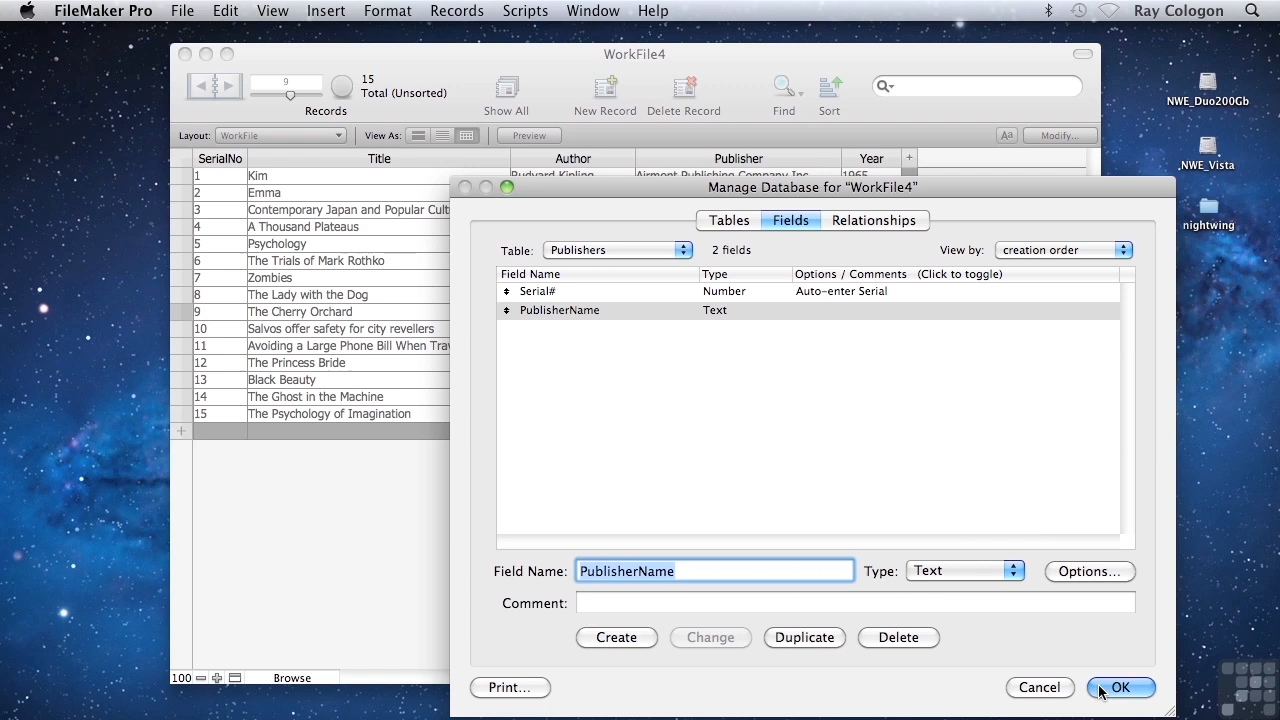 FileMaker Pro File Edit View Insert Format Records Scripts Window Help Ray Cologon
WorkFile4
9
15
Total (Unsorted)
Records Show All New Record Delete Record Find Sort
Layout: WorkFile View As: Preview Aa Modify...
SerialNo Title Author Publisher Year +
1 Kim Rudyard Kipling Airmont Publishing Company Inc 1965
2 Emma
3 Contemporary Japan and Popular Cult
4 A Thousand Plateaus
5 Psychology
6 The Trials of Mark Rothko
7 Zombies
8 The Lady with the Dog
9 The Cherry Orchard
10 Salvos offer safety for city revellers
11 Avoiding a Large Phone Bill When Trav
12 The Princess Bride
13 Black Beauty
14 The Ghost in the Machine
15 The Psychology of Imagination
+
100 Browse
Manage Database for “WorkFile4”
Tables Fields Relationships
Table: Publishers 2 fields View by: creation order
Field Name Type Options / Comments (Click to toggle)
Serial# Number Auto-enter Serial
PublisherName Text
Field Name: PublisherName Type: Text Options...
Comment:
Create Change Duplicate Delete
Print... Cancel OK
NWE_Duo200Gb
NWE_Vista
nightwing